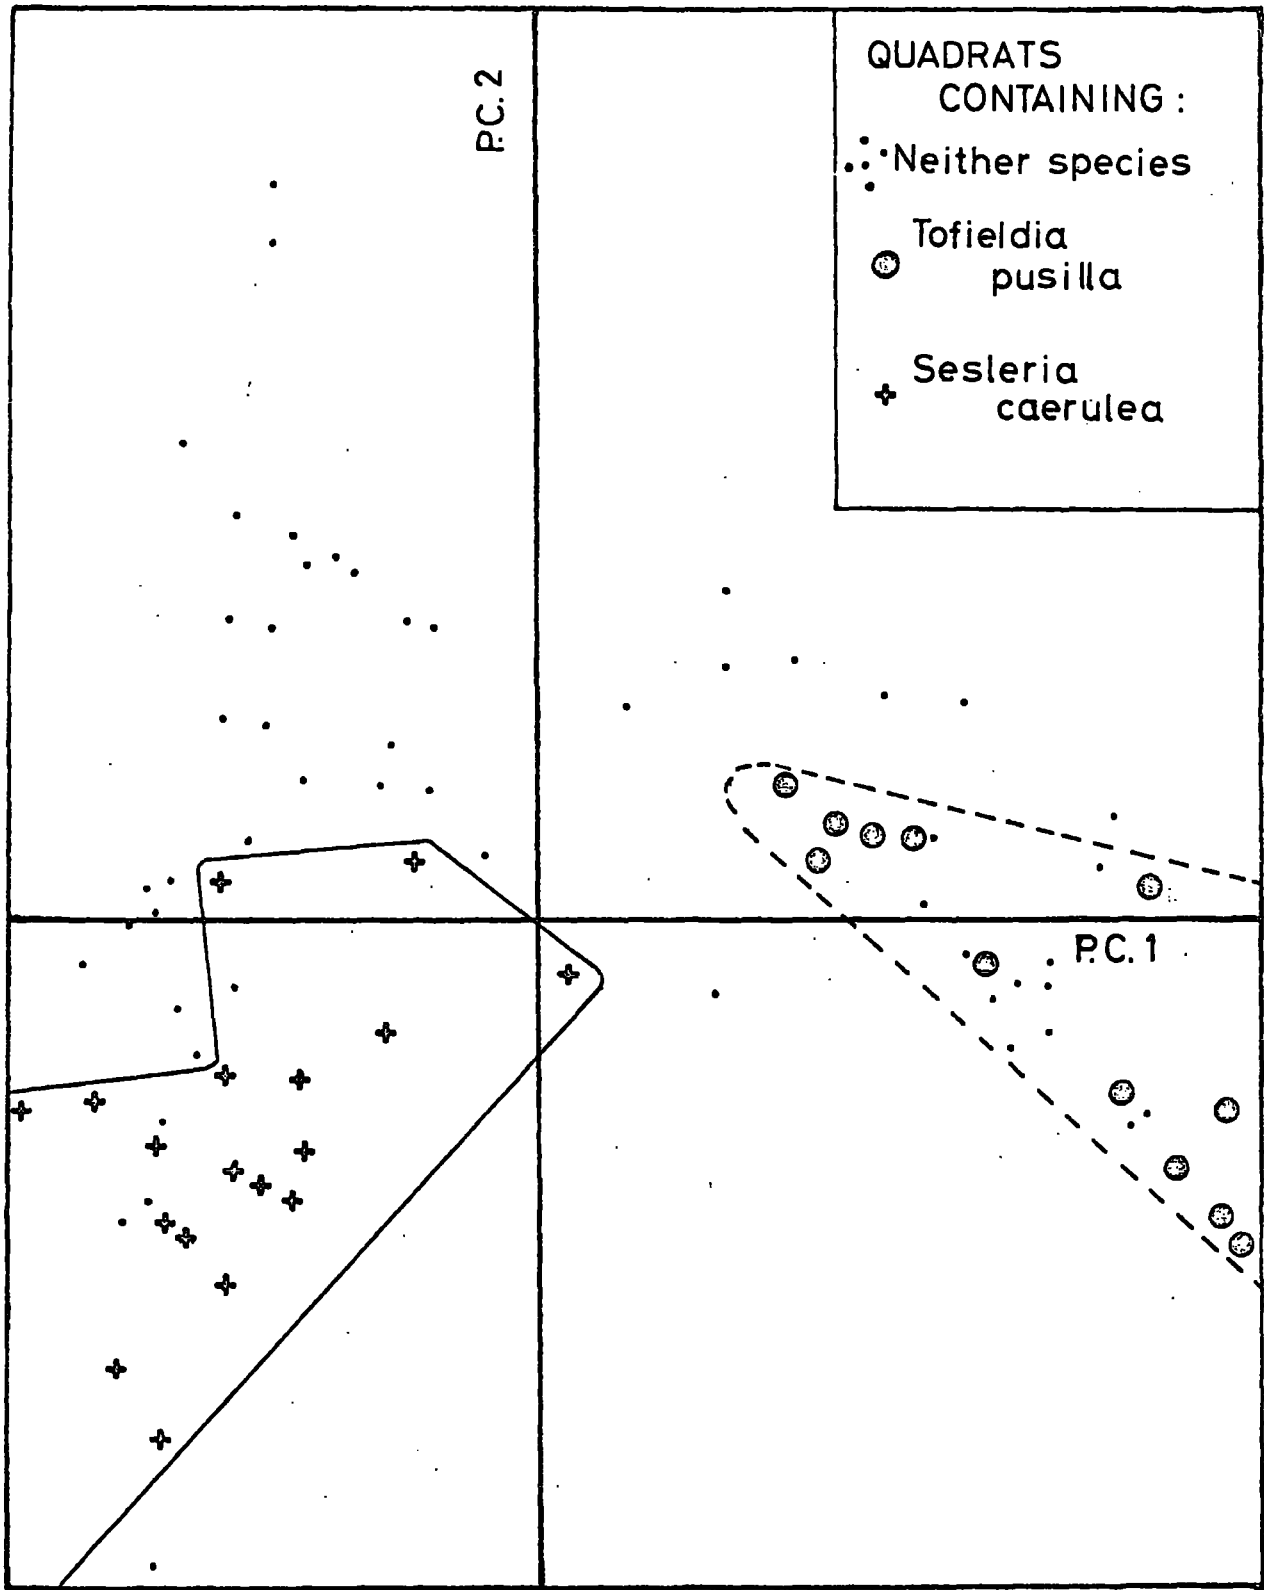 P.C. 2
QUADRATS
CONTAINING :
Neither species
Tofieldia
pusilla
Sesleria
caerulea
P.C. 1